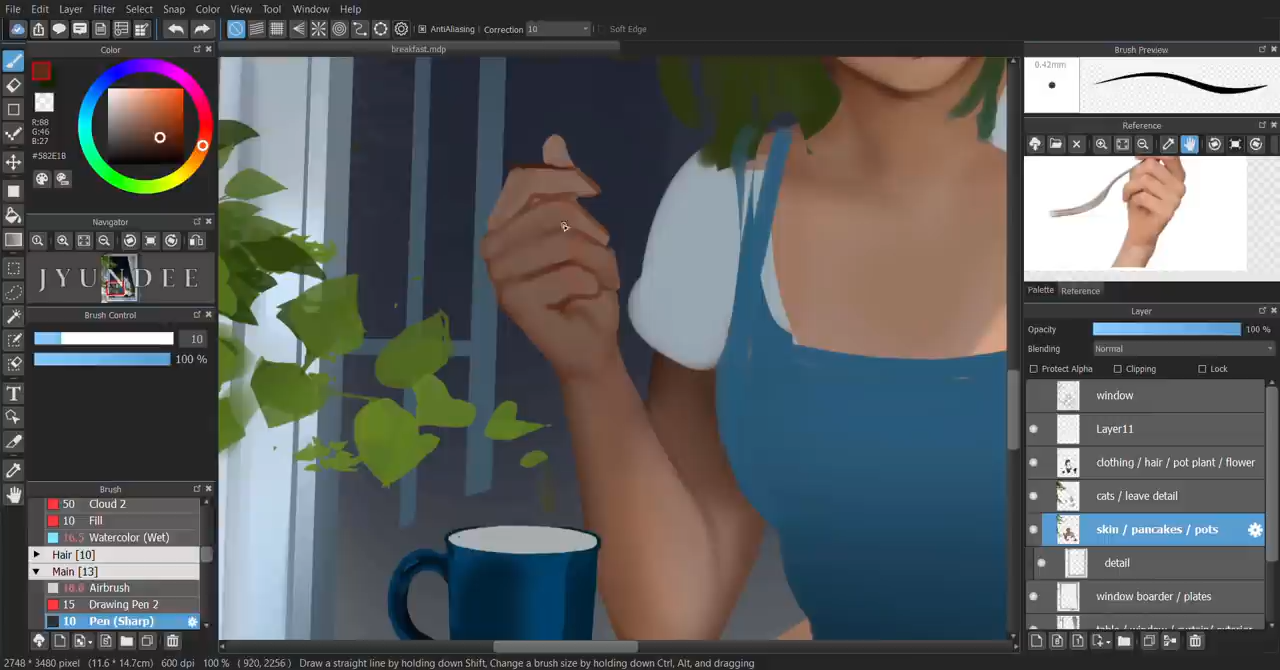 File Edit Layer Filter Select Snap Color View Tool Window Help
AntiAliasing Correction 10 Soft Edge
Color
breakfast.mdp
Brush Preview
0.42mm
R:88
G:46
B:27
#582E1B
Reference
Navigator
JYUNDEE
Palette Reference
Brush Control
10
100 %
Layer
Opacity 100 %
Blending Normal
Protect Alpha Clipping Lock
window
Layer11
clothing / hair / pot plant / flower
cats / leave detail
skin / pancakes / pots
detail
window boarder / plates
Brush
50 Cloud 2
10 Fill
16.5 Watercolor (Wet)
Hair [10]
Main [13]
Airbrush
15 Drawing Pen 2
10 Pen (Sharp)
2748 * 3480 pixel (11.6 * 14.7cm) 600 dpi 100 % ( 920, 2256 ) Draw a straight line by holding down Shift, Change a brush size by holding down Ctrl, Alt, and dragging